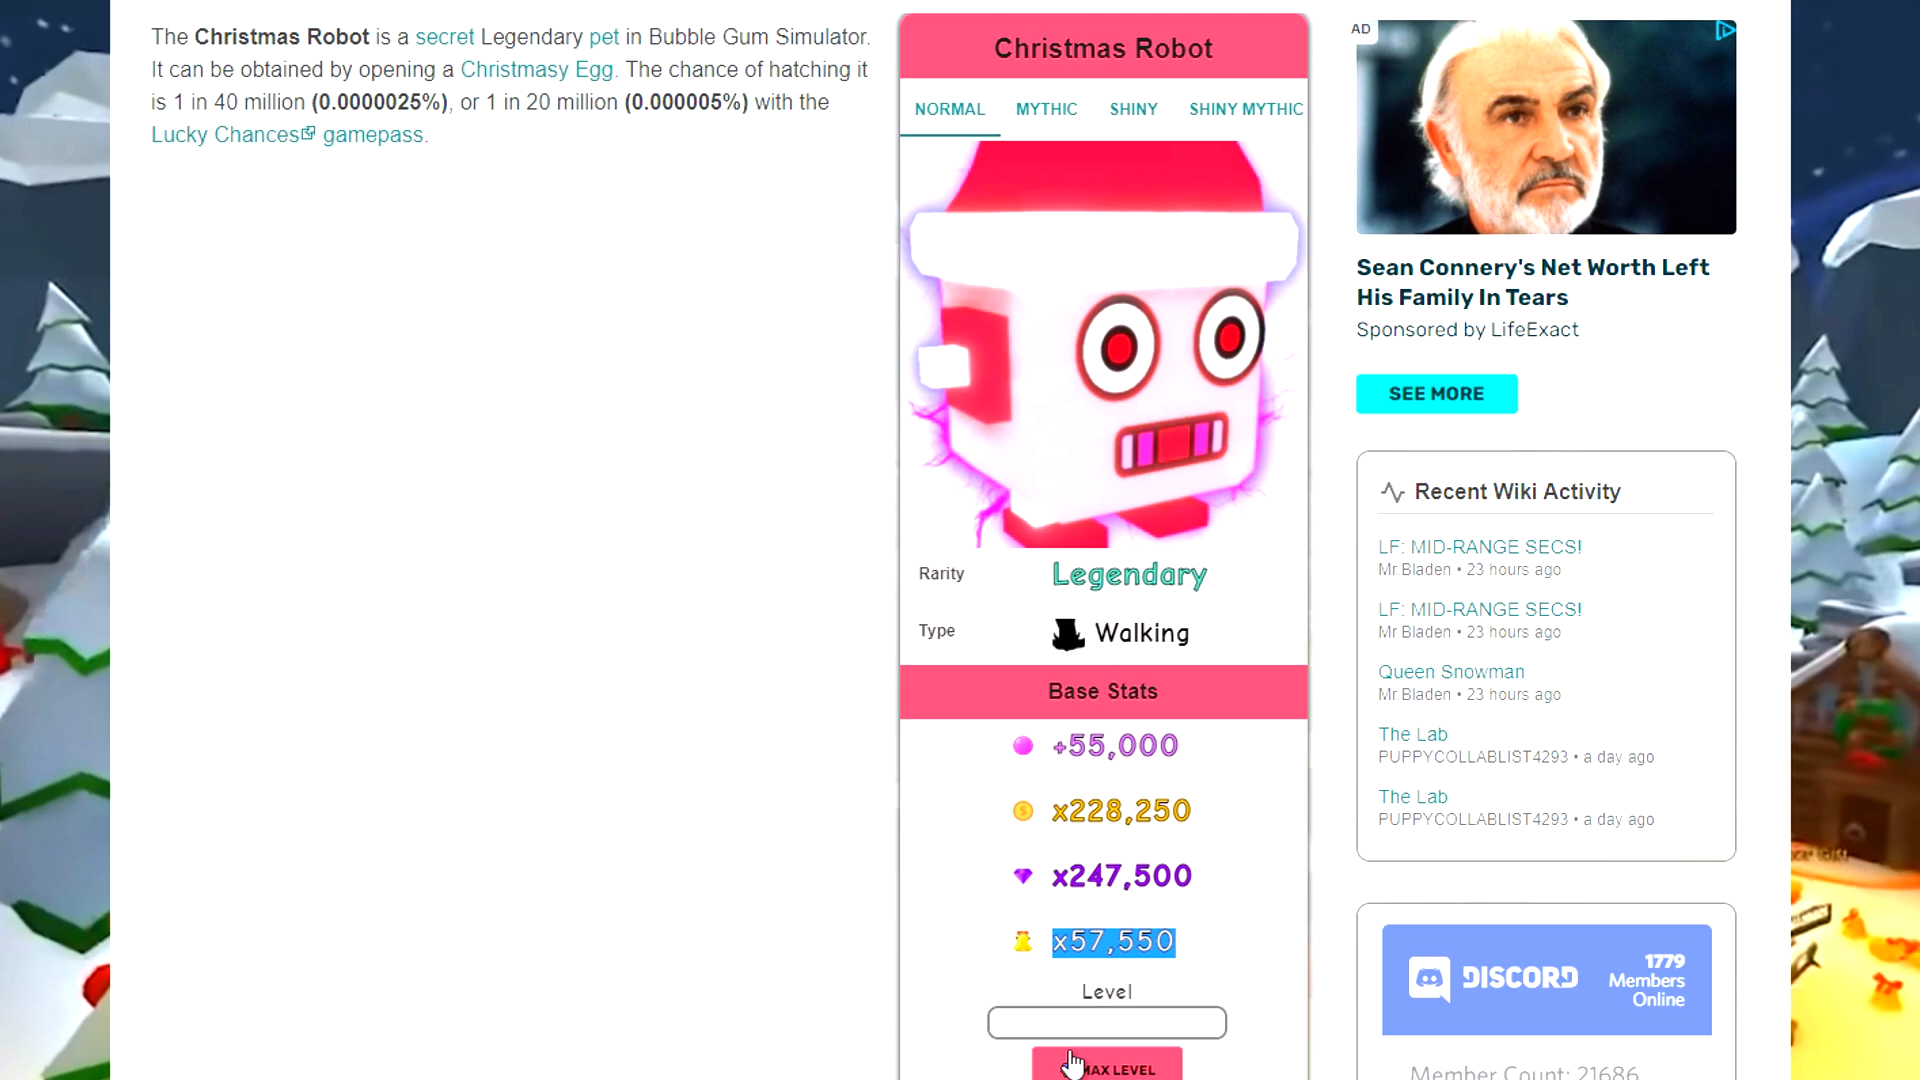 The Christmas Robot is a secret Legendary pet in Bubble Gum Simulator.
It can be obtained by opening a Christmasy Egg. The chance of hatching it
is 1 in 40 million (0.0000025%), or 1 in 20 million (0.000005%) with the
Lucky Chances gamepass.
Christmas Robot
NORMAL MYTHIC SHINY SHINY MYTHIC
Rarity Legendary
Type Walking
Base Stats
+55,000
x228,250
x247,500
x57,550
Level
MAX LEVEL
AD
Sean Connery's Net Worth Left
His Family In Tears
Sponsored by LifeExact
SEE MORE
Recent Wiki Activity
LF: MID-RANGE SECS!
Mr.Bladen • 23 hours ago
LF: MID-RANGE SECS!
Mr.Bladen • 23 hours ago
Queen Snowman
Mr.Bladen • 23 hours ago
The Lab
PUPPYCOLLABLIST4293 • a day ago
The Lab
PUPPYCOLLABLIST4293 • a day ago
DISCORD
1779
Members
Online
Member Count: 21686